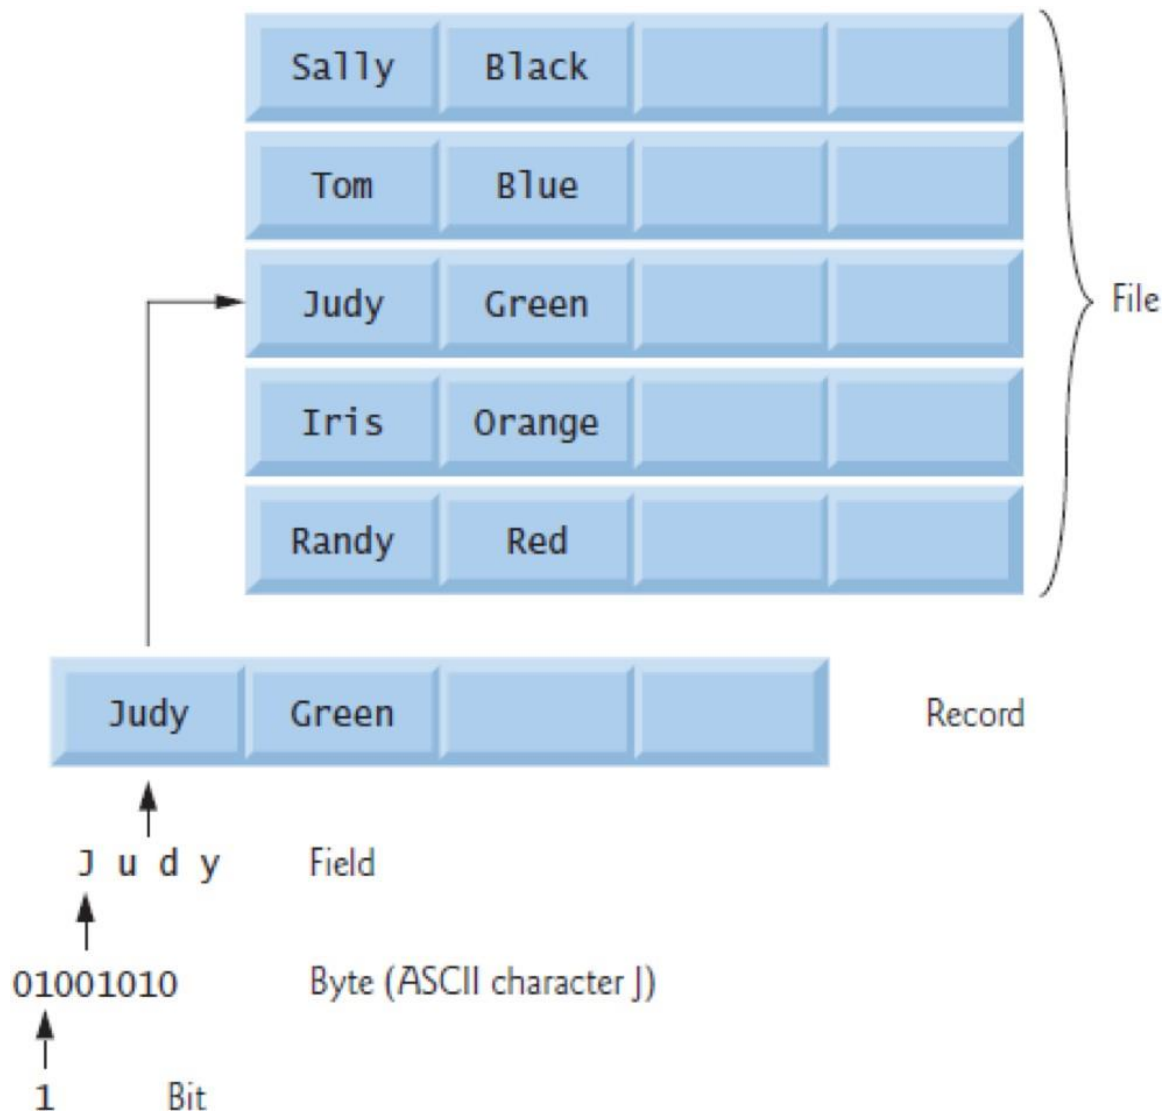 Sally Black
Tom Blue
Judy Green
File
Iris Orange
Randy Red
Judy Green Record
J u d y Field
01001010 Byte (ASCII character J)
1 Bit